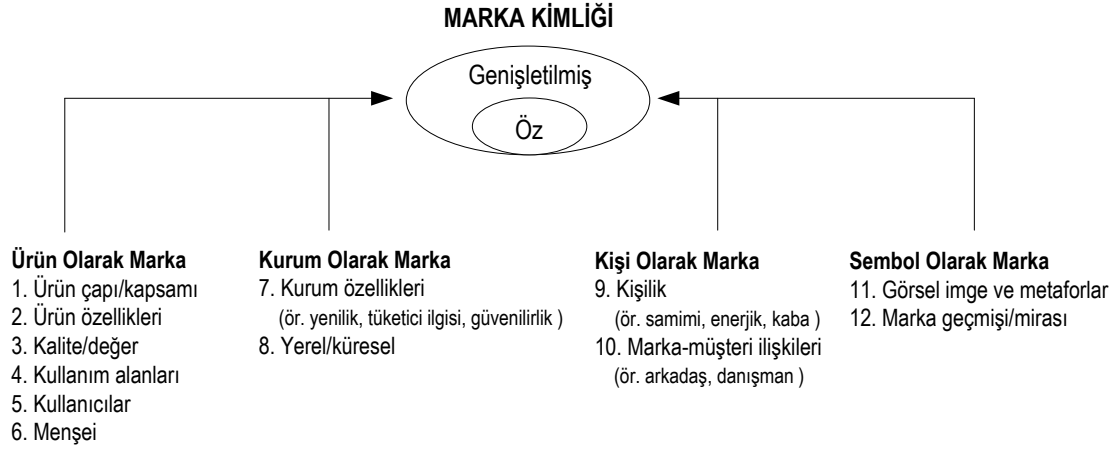 MARKA KİMLİĞİ
Genişletilmiş
Öz
Ürün Olarak Marka
1. Ürün çapı/kapsamı
2. Ürün özellikleri
3. Kalite/değer
4. Kullanım alanları
5. Kullanıcılar
6. Menşei
Kurum Olarak Marka
7. Kurum özellikleri
(ör. yenilik, tüketici ilgisi, güvenilirlik )
8. Yerel/küresel
Kişi Olarak Marka
9. Kişilik
(ör. samimi, enerjik, kaba )
10. Marka-müşteri ilişkileri
(ör. arkadaş, danışman )
Sembol Olarak Marka
11. Görsel imge ve metaforlar
12. Marka geçmişi/mirası